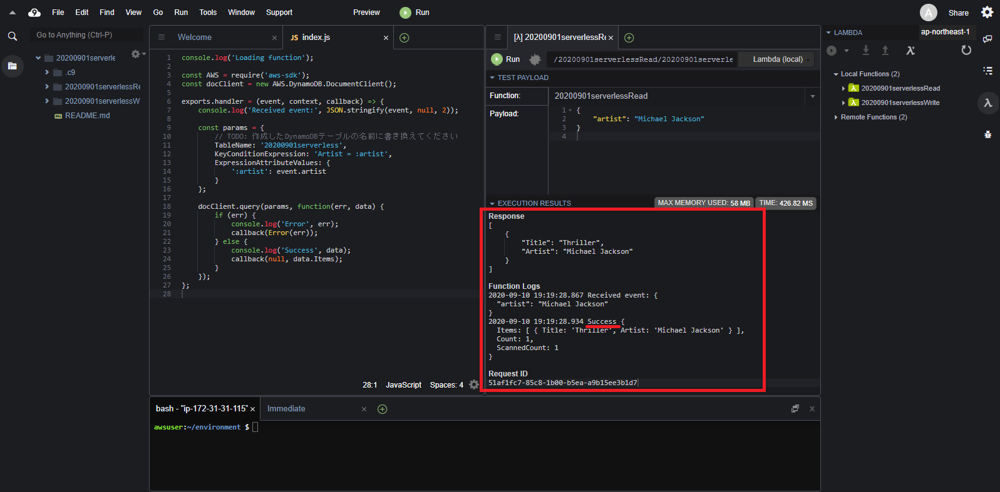 File Edit Find View Go Run Tools Window Support Preview Run A Share
Go to Anything (Ctrl-P)
20200901serverle
.c9
20200901serverlessRe
20200901serverlessW
README.md
Welcome
JS index.js
1 console.log('Loading function');
2
3 const AWS = require('aws-sdk');
4 const docClient = new AWS.DynamoDB.DocumentClient();
5
6 exports.handler = (event, context, callback) => {
7 console.log('Received event:', JSON.stringify(event, null, 2));
8
9 const params = {
10 // TODO: 作成したDynamoDBテーブルの名前に書き換えてください
11 TableName: '20200901serverless',
12 KeyConditionExpression: 'Artist = :artist',
13 ExpressionAttributeValues: {
14 ':artist': event.artist
15 }
16 };
17
18 docClient.query(params, function(err, data) {
19 if (err) {
20 console.log('Error', err);
21 callback(Error(err));
22 } else {
23 console.log('Success', data);
24 callback(null, data.Items);
25 }
26 });
27 };
28
28:1 JavaScript Spaces: 4
[λ] 20200901serverlessRe
Run /20200901serverlessRead/20200901serverle Lambda (local)
TEST PAYLOAD
Function: 20200901serverlessRead
Payload:
1 {
2 "artist": "Michael Jackson"
3 }
4
EXECUTION RESULTS MAX MEMORY USED: 58 MB TIME: 426.82 MS
Response
[
{
"Title": "Thriller",
"Artist": "Michael Jackson"
}
]
Function Logs
2020-09-10 19:19:28.867 Received event: {
"artist": "Michael Jackson"
}
2020-09-10 19:19:28.934 Success {
Items: [ { Title: 'Thriller', Artist: 'Michael Jackson' } ],
Count: 1,
ScannedCount: 1
}
Request ID
51af1fc7-85c8-1b00-b5ea-a9b15ee3b1d7
LAMBDA ap-northeast-1
Local Functions (2)
20200901serverlessRead
20200901serverlessWrite
Remote Functions (2)
bash - "ip-172-31-31-115"
Immediate
awsuser:~/environment $